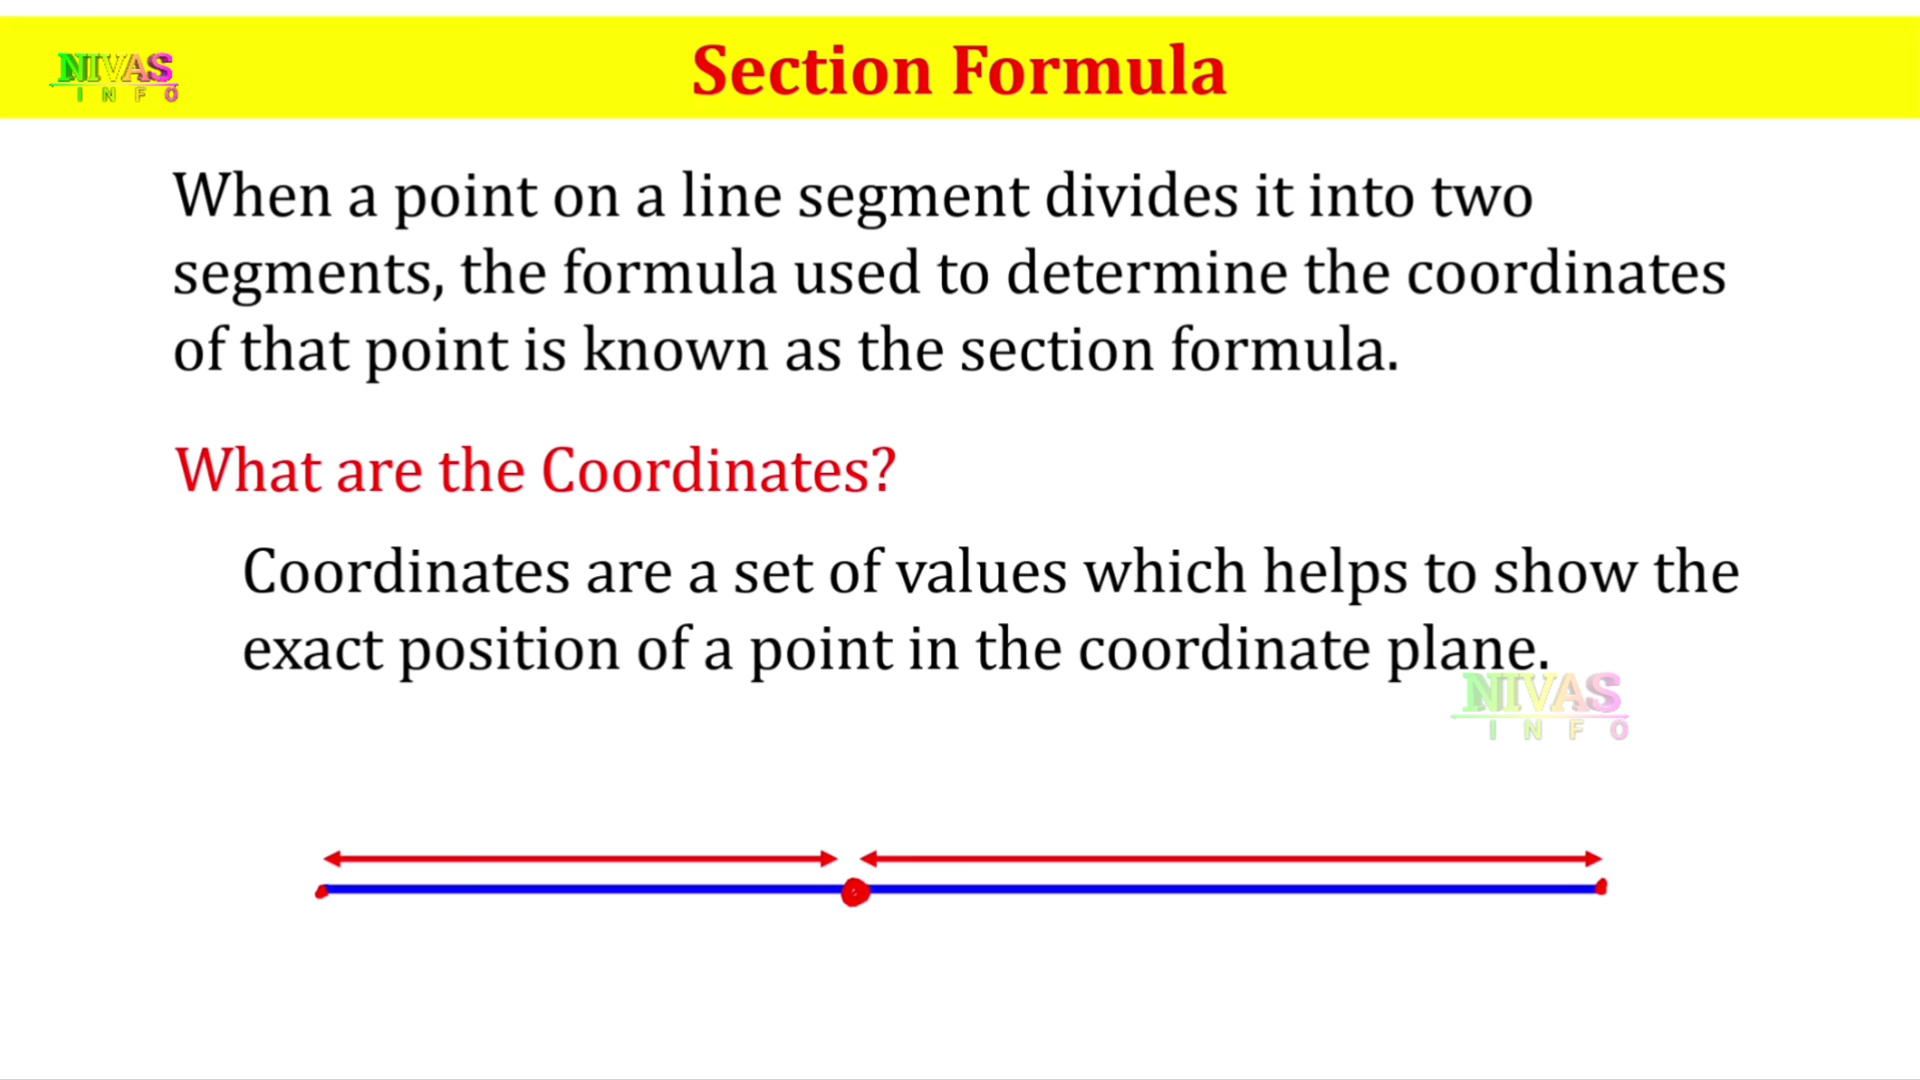 NIVAS
INFO
Section Formula
When a point on a line segment divides it into two
segments, the formula used to determine the coordinates
of that point is known as the section formula.
What are the Coordinates?
Coordinates are a set of values which helps to show the
exact position of a point in the coordinate plane.
NIVAS
INFO